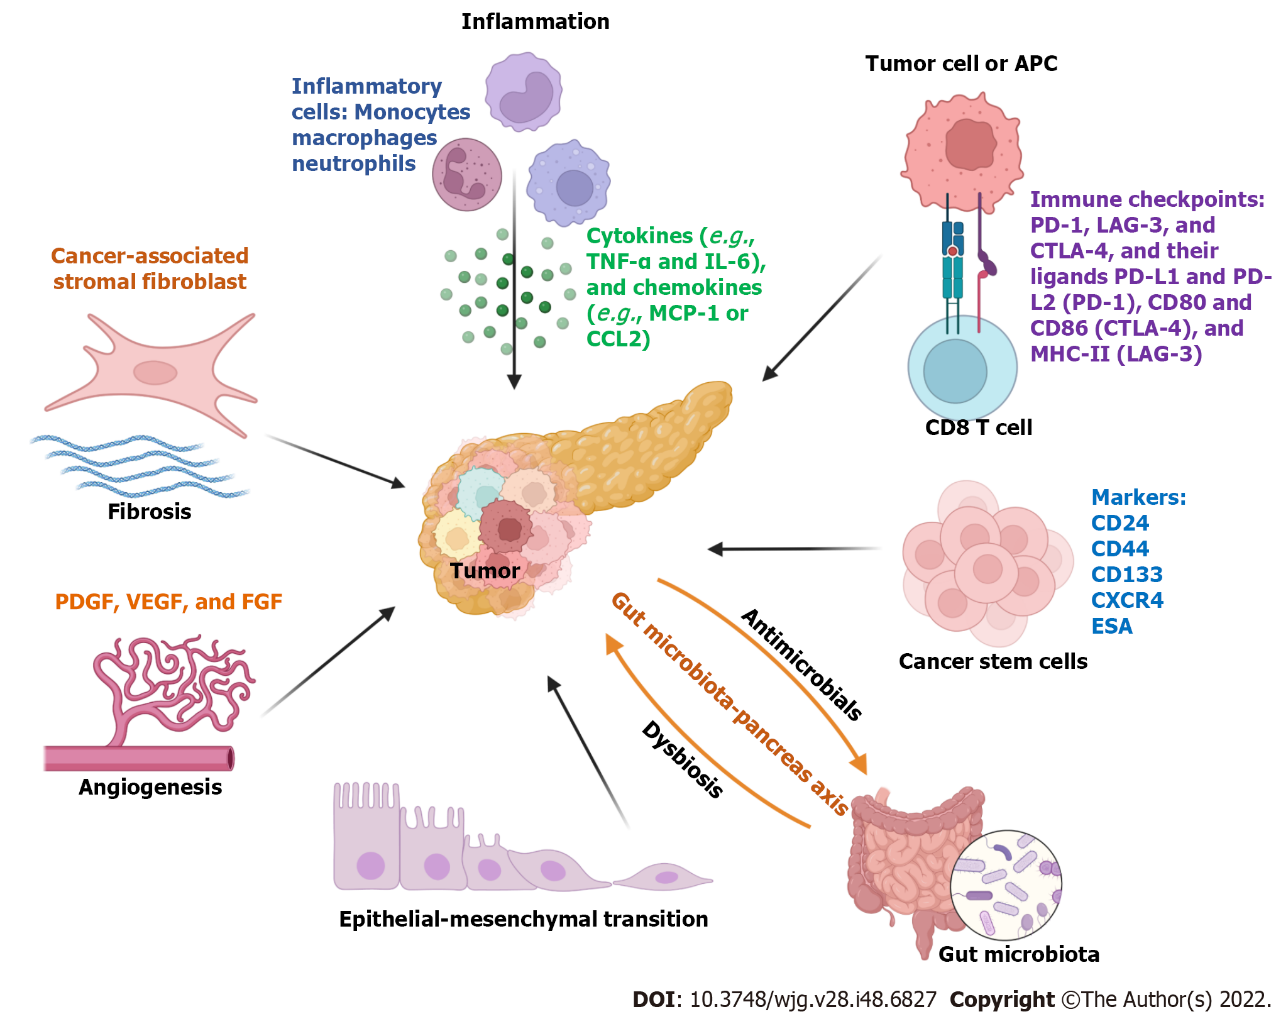 Inflammation
Inflammatory
cells: Monocytes
macrophages
neutrophils
Cytokines (e.g.,
TNF-α and IL-6),
and chemokines
(e.g., MCP-1 or
CCL2)
Tumor cell or APC
Immune checkpoints:
PD-1, LAG-3, and
CTLA-4, and their
ligands PD-L1 and PD-
L2 (PD-1), CD80 and
CD86 (CTLA-4), and
MHC-II (LAG-3)
CD8 T cell
Cancer-associated
stromal fibroblast
Fibrosis
Tumor
Markers:
CD24
CD44
CD133
CXCR4
ESA
Cancer stem cells
PDGF, VEGF, and FGF
Angiogenesis
Antimicrobials
Gut microbiota-pancreas axis
Dysbiosis
Epithelial-mesenchymal transition
Gut microbiota
DOI: 10.3748/wjg.v28.i48.6827 Copyright ©The Author(s) 2022.